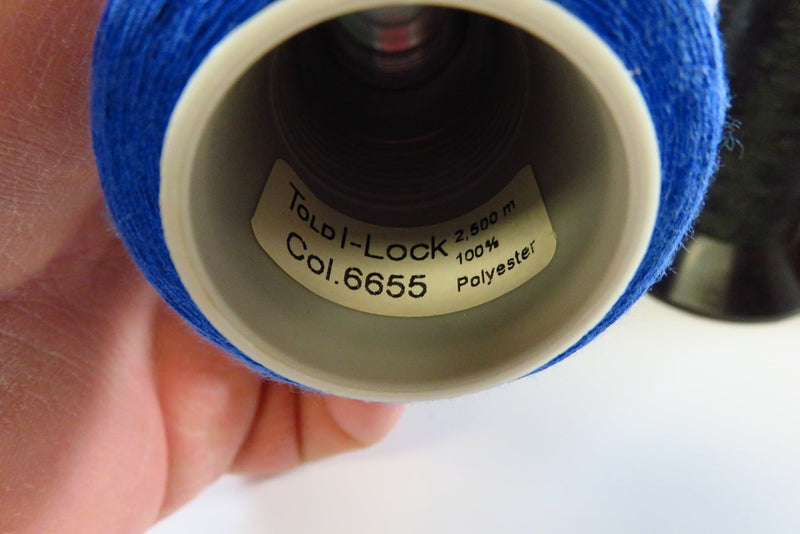 TOLDI-LOCK
Col.6655
2,500 m
100%
Polyester